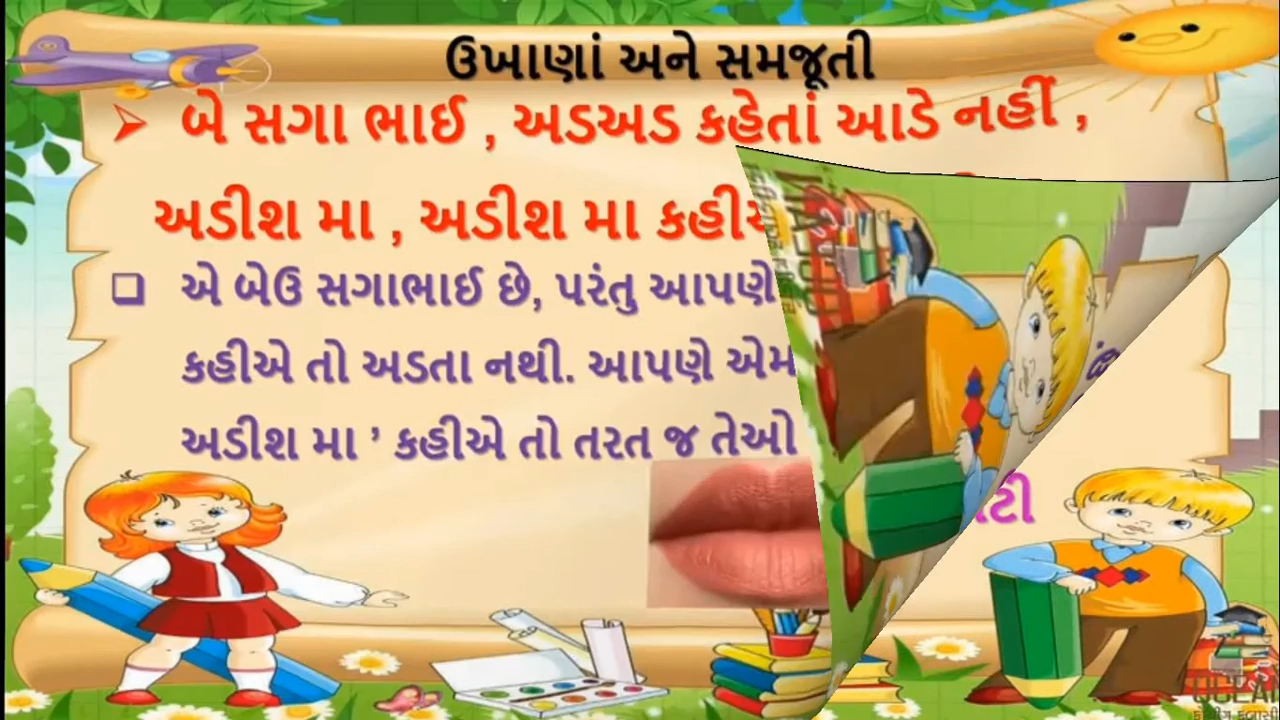 ઉખાણાં અને સમજૂતી
➢ બે સગા ભાઈ , અડઅડ કહેતાં આડે નહીં ,
અડીશ મા , અડીશ મા
❑ એ બેઉ સગાભાઈ છે, પરંતુ આપણે
કહીએ તો અડતા નથી. આપણે એમ
અડીશ મા ’ કહીએ તો તરત જ તેઓ